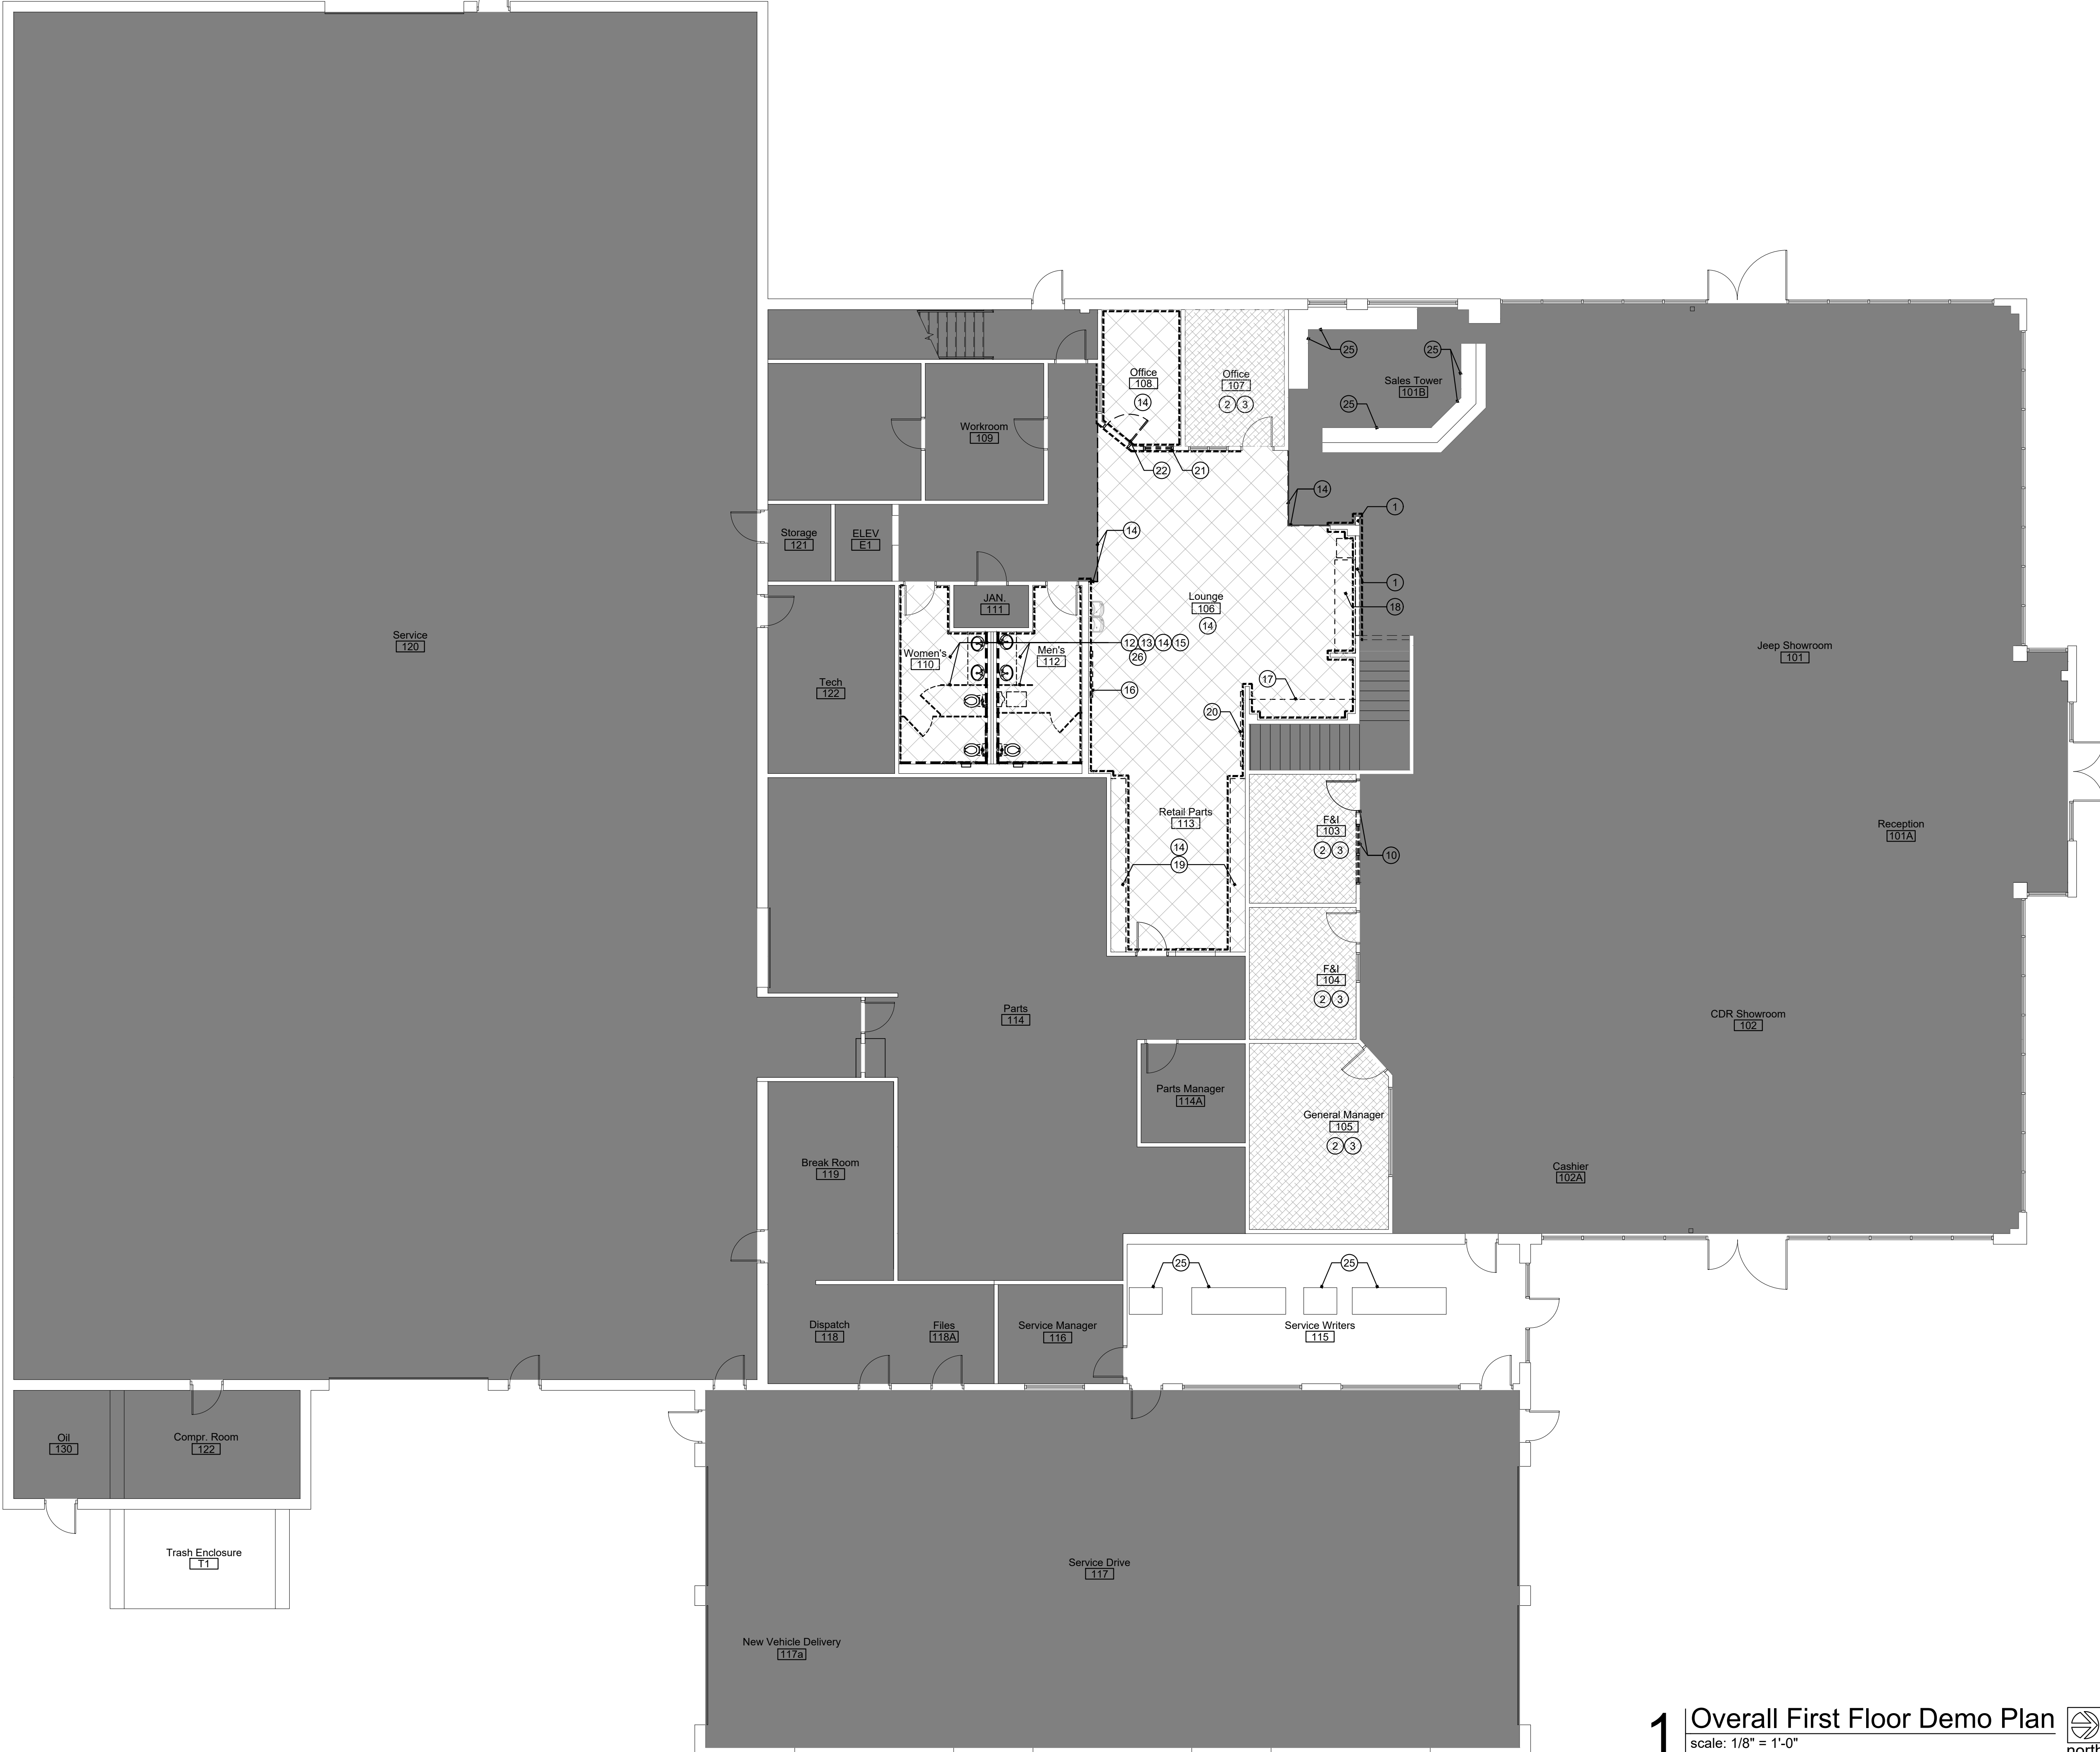 25
25
Office
108
Office
107
Sales Tower
101B
14
2 3
25
Workroom
109
22
21
14
1
Storage
121
ELEV
E1
14
1
JAN.
111
Lounge
106
18
14
Service
120
Women's
110
Men's
112
12 13 14 15
26
Jeep Showroom
101
Tech
122
16
17
20
Retail Parts
113
F&I
103
Reception
101A
14
2 3
10
19
F&I
104
2 3
Parts
114
CDR Showroom
102
Parts Manager
114A
General Manager
105
2 3
Break Room
119
Cashier
102A
25
25
Dispatch
118
Files
118A
Service Manager
116
Service Writers
115
Oil
130
Compr. Room
122
Trash Enclosure
T1
Service Drive
117
New Vehicle Delivery
117a
1 Overall First Floor Demo Plan
scale: 1/8" = 1'-0"
north